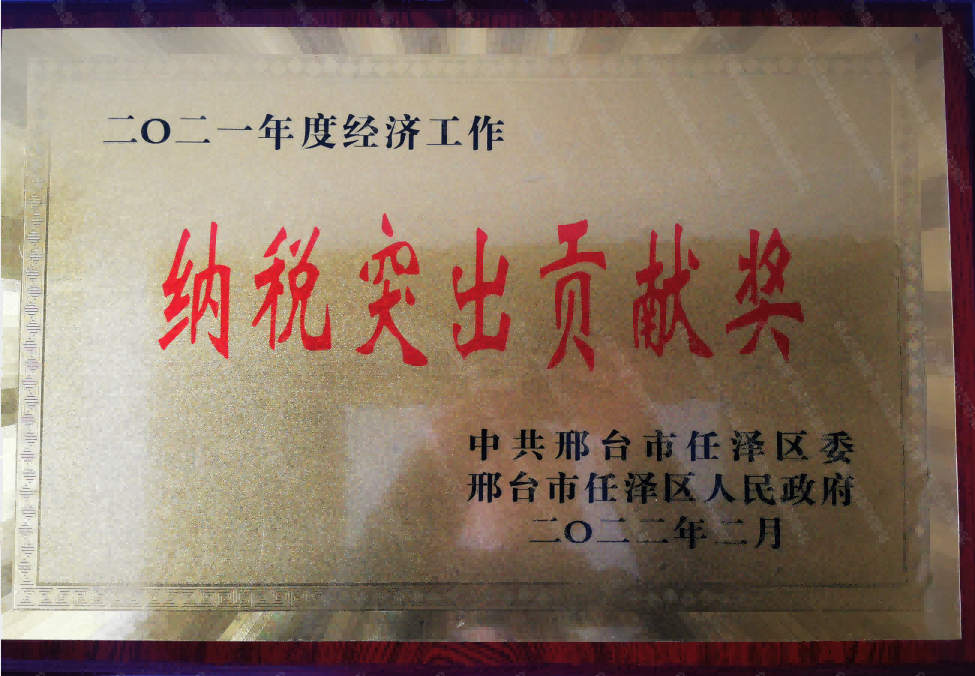 二〇二一年度经济工作
纳税突出贡献奖
中共邢台市任泽区委
邢台市任泽区人民政府
二〇二二年二月